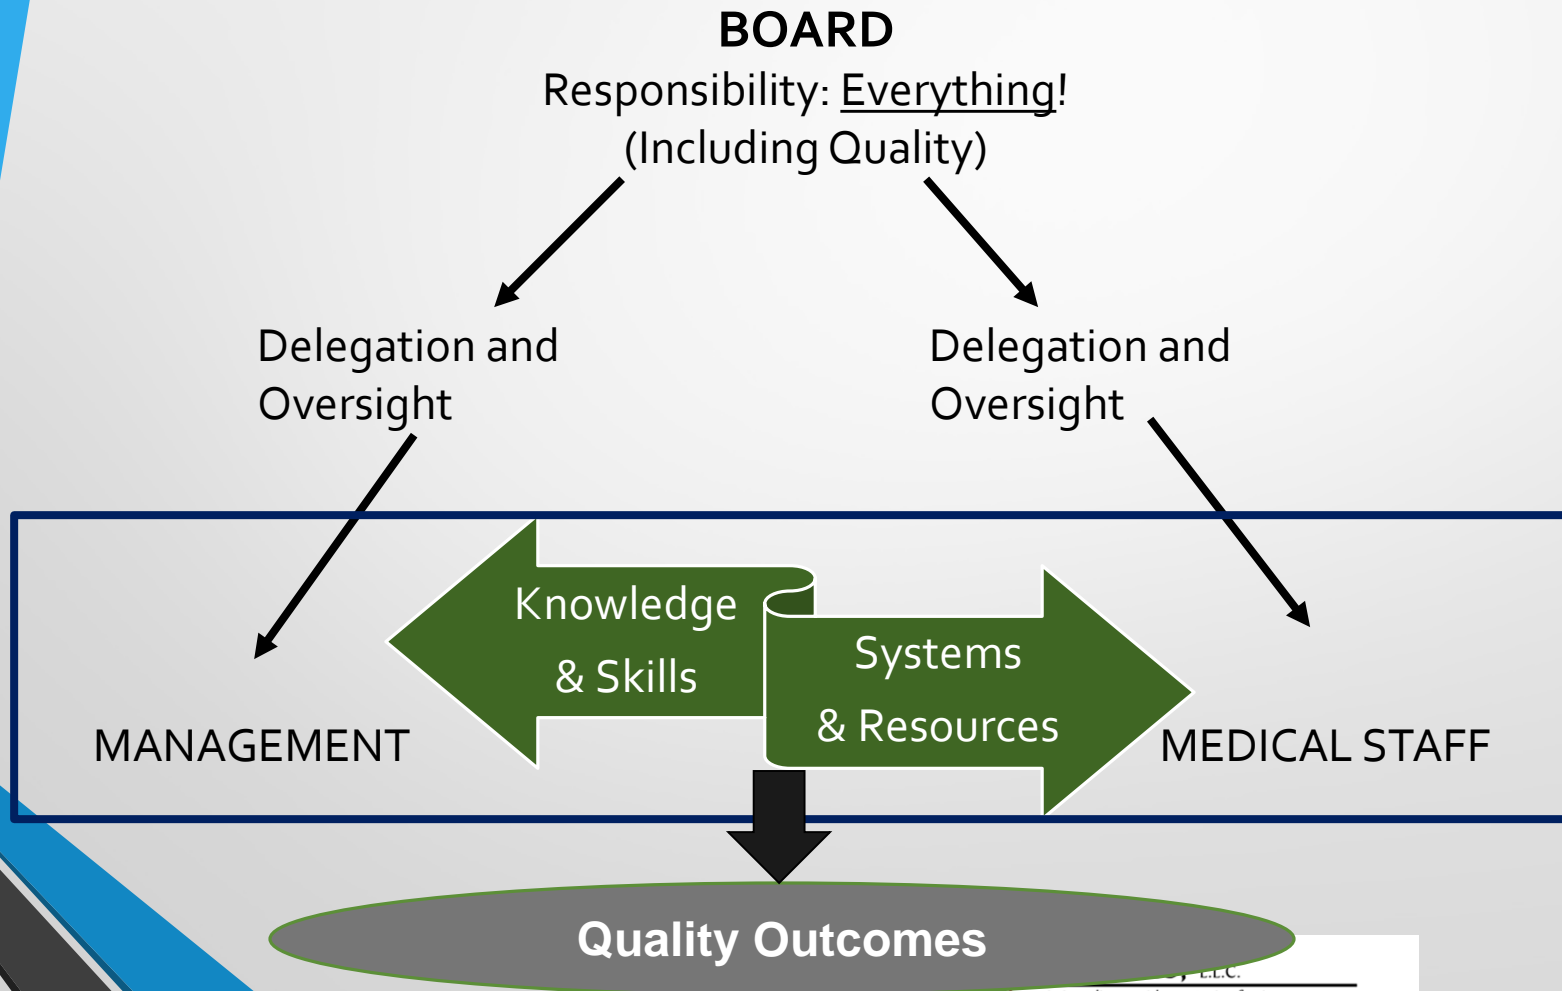 BOARD
Responsibility: Everything!
(Including Quality)
Delegation and
Oversight
Delegation and
Oversight
Knowledge
& Skills
Systems
& Resources
MANAGEMENT
MEDICAL STAFF
Quality Outcomes
L.L.C.